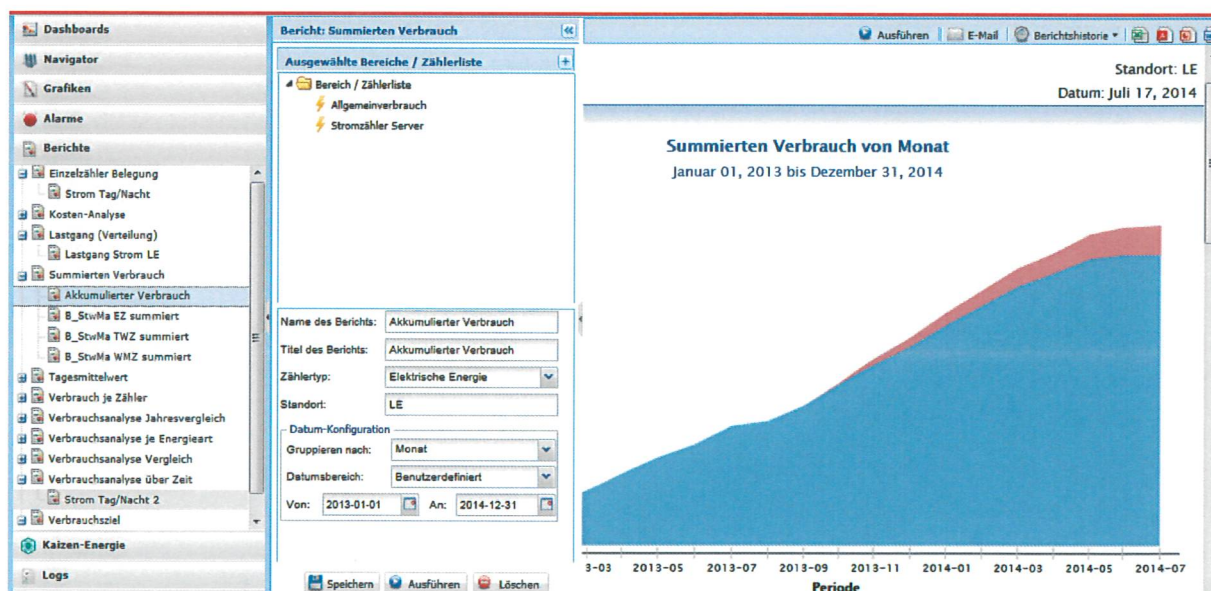 Dashboards
Navigator
Grafiken
Alarme
Berichte
Einzelzähler Belegung
Strom Tag/Nacht
Kosten-Analyse
Lastgang (Verteilung)
Lastgang Strom LE
Summierten Verbrauch
Akkumulierter Verbrauch
B_StwMa EZ summiert
B_StwMa TWZ summiert
B_StwMa WMZ summiert
Tagesmittelwert
Verbrauch je Zähler
Verbrauchsanalyse Jahresvergleich
Verbrauchsanalyse je Energieart
Verbrauchsanalyse Vergleich
Verbrauchsanalyse über Zeit
Strom Tag/Nacht 2
Verbrauchsziel
Kaizen-Energie
Logs
Bericht: Summierten Verbrauch
Ausgewählte Bereiche / Zählerliste
Bereich / Zählerliste
Allgemeinverbrauch
Stromzähler Server
Name des Berichts: Akkumulierter Verbrauch
Titel des Berichts: Akkumulierter Verbrauch
Zählertyp: Elektrische Energie
Standort: LE
Datum-Konfiguration
Gruppieren nach: Monat
Datumsbereich: Benutzerdefiniert
Von: 2013-01-01 An: 2014-12-31
Speichern Ausführen Löschen
Ausführen E-Mail Berichtshistorie
Standort: LE
Datum: Juli 17, 2014
Summierten Verbrauch von Monat
Januar 01, 2013 bis Dezember 31, 2014
3-03 2013-05 2013-07 2013-09 2013-11 2014-01 2014-03 2014-05 2014-07
Periode